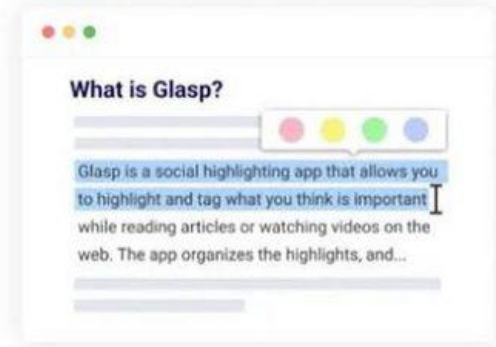 What is Glasp?
Glasp is a social highlighting app that allows you
to highlight and tag what you think is important
while reading articles or watching videos on the
web. The app organizes the highlights, and...